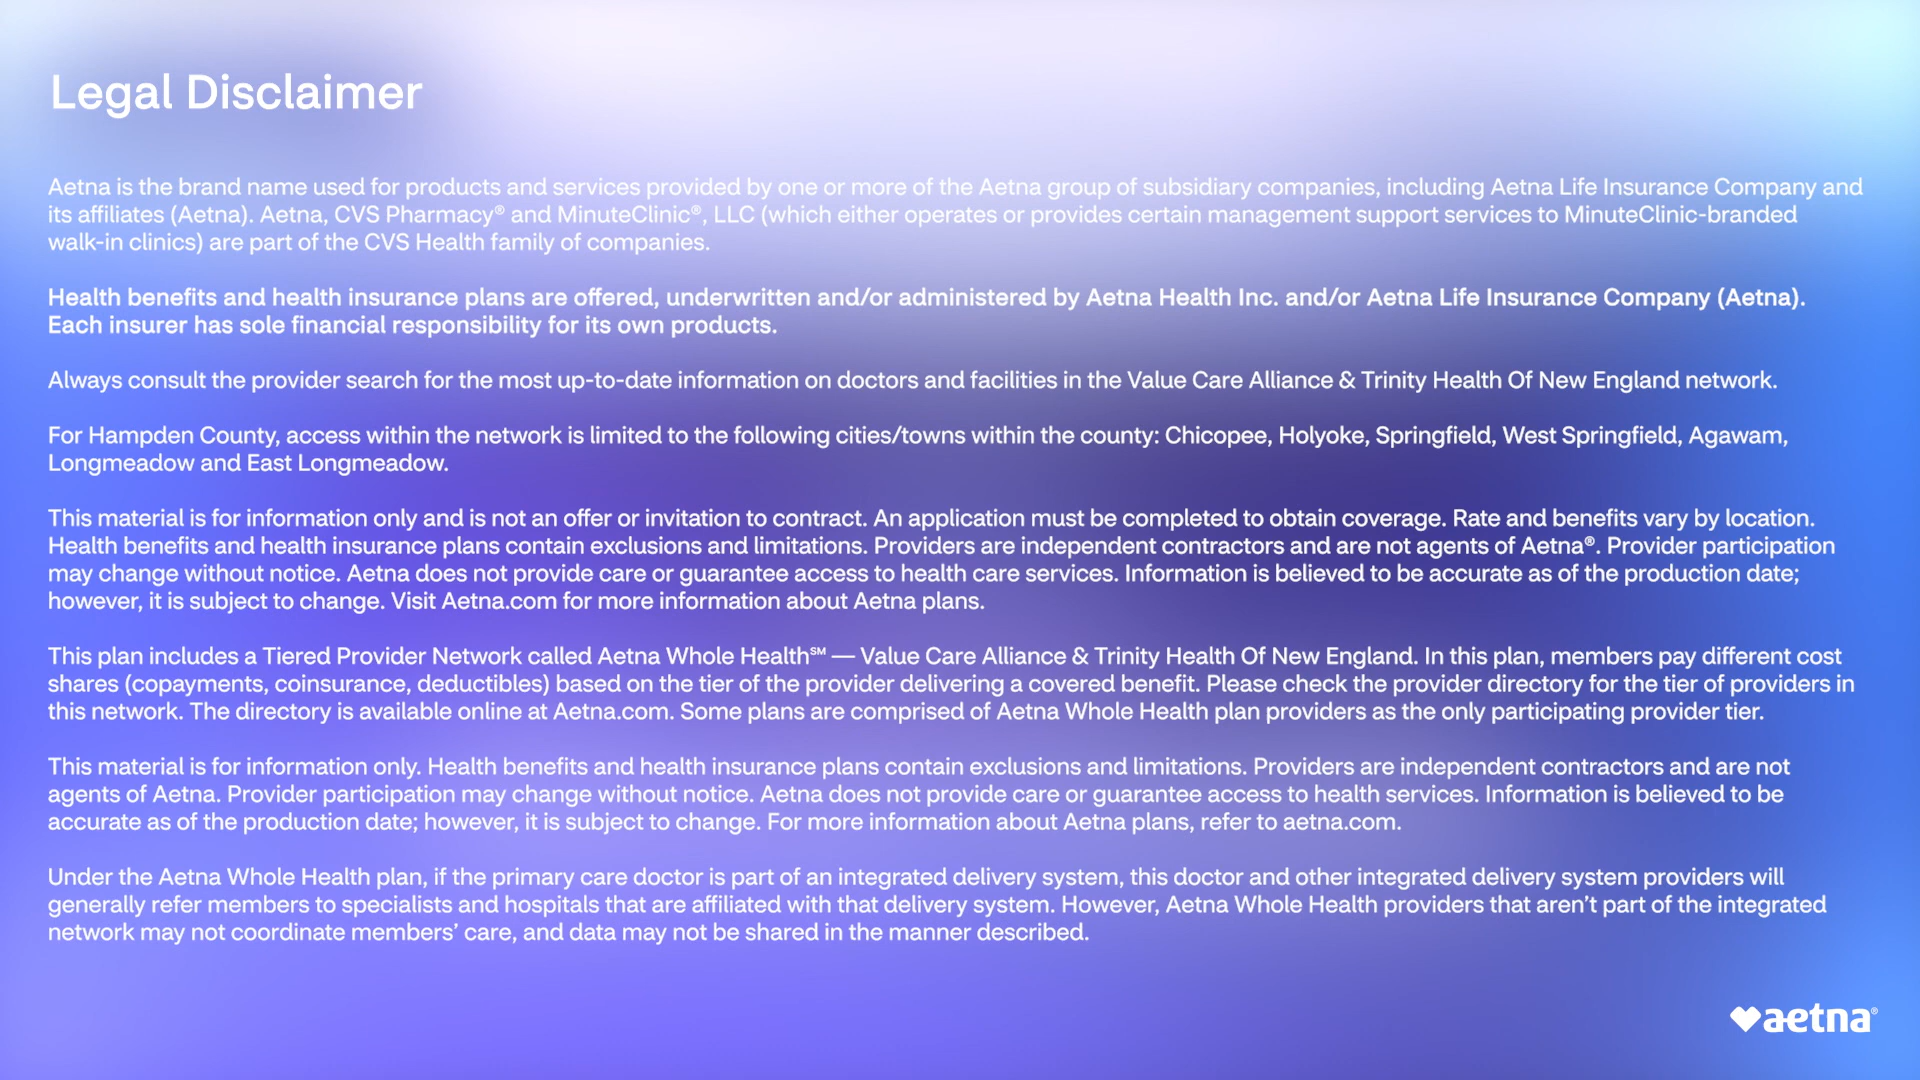 Legal Disclaimer
Aetna is the brand name used for products and services provided by one or more of the Aetna group of subsidiary companies, including Aetna Life Insurance Company and
its affiliates (Aetna). Aetna, CVS Pharmacy® and MinuteClinic®, LLC (which either operates or provides certain management support services to MinuteClinic-branded
walk-in clinics) are part of the CVS Health family of companies.
Health benefits and health insurance plans are offered, underwritten and/or administered by Aetna Health Inc. and/or Aetna Life Insurance Company (Aetna).
Each insurer has sole financial responsibility for its own products.
Always consult the provider search for the most up-to-date information on doctors and facilities in the Value Care Alliance & Trinity Health Of New England network.
For Hampden County, access within the network is limited to the following cities/towns within the county: Chicopee, Holyoke, Springfield, West Springfield, Agawam,
Longmeadow and East Longmeadow.
This material is for information only and is not an offer or invitation to contract. An application must be completed to obtain coverage. Rate and benefits vary by location.
Health benefits and health insurance plans contain exclusions and limitations. Providers are independent contractors and are not agents of Aetna®. Provider participation
may change without notice. Aetna does not provide care or guarantee access to health care services. Information is believed to be accurate as of the production date;
however, it is subject to change. Visit Aetna.com for more information about Aetna plans.
This plan includes a Tiered Provider Network called Aetna Whole Health℠ — Value Care Alliance & Trinity Health Of New England. In this plan, members pay different cost
shares (copayments, coinsurance, deductibles) based on the tier of the provider delivering a covered benefit. Please check the provider directory for the tier of providers in
this network. The directory is available online at Aetna.com. Some plans are comprised of Aetna Whole Health plan providers as the only participating provider tier.
This material is for information only. Health benefits and health insurance plans contain exclusions and limitations. Providers are independent contractors and are not
agents of Aetna. Provider participation may change without notice. Aetna does not provide care or guarantee access to health services. Information is believed to be
accurate as of the production date; however, it is subject to change. For more information about Aetna plans, refer to aetna.com.
Under the Aetna Whole Health plan, if the primary care doctor is part of an integrated delivery system, this doctor and other integrated delivery system providers will
generally refer members to specialists and hospitals that are affiliated with that delivery system. However, Aetna Whole Health providers that aren’t part of the integrated
network may not coordinate members’ care, and data may not be shared in the manner described.
aetna®